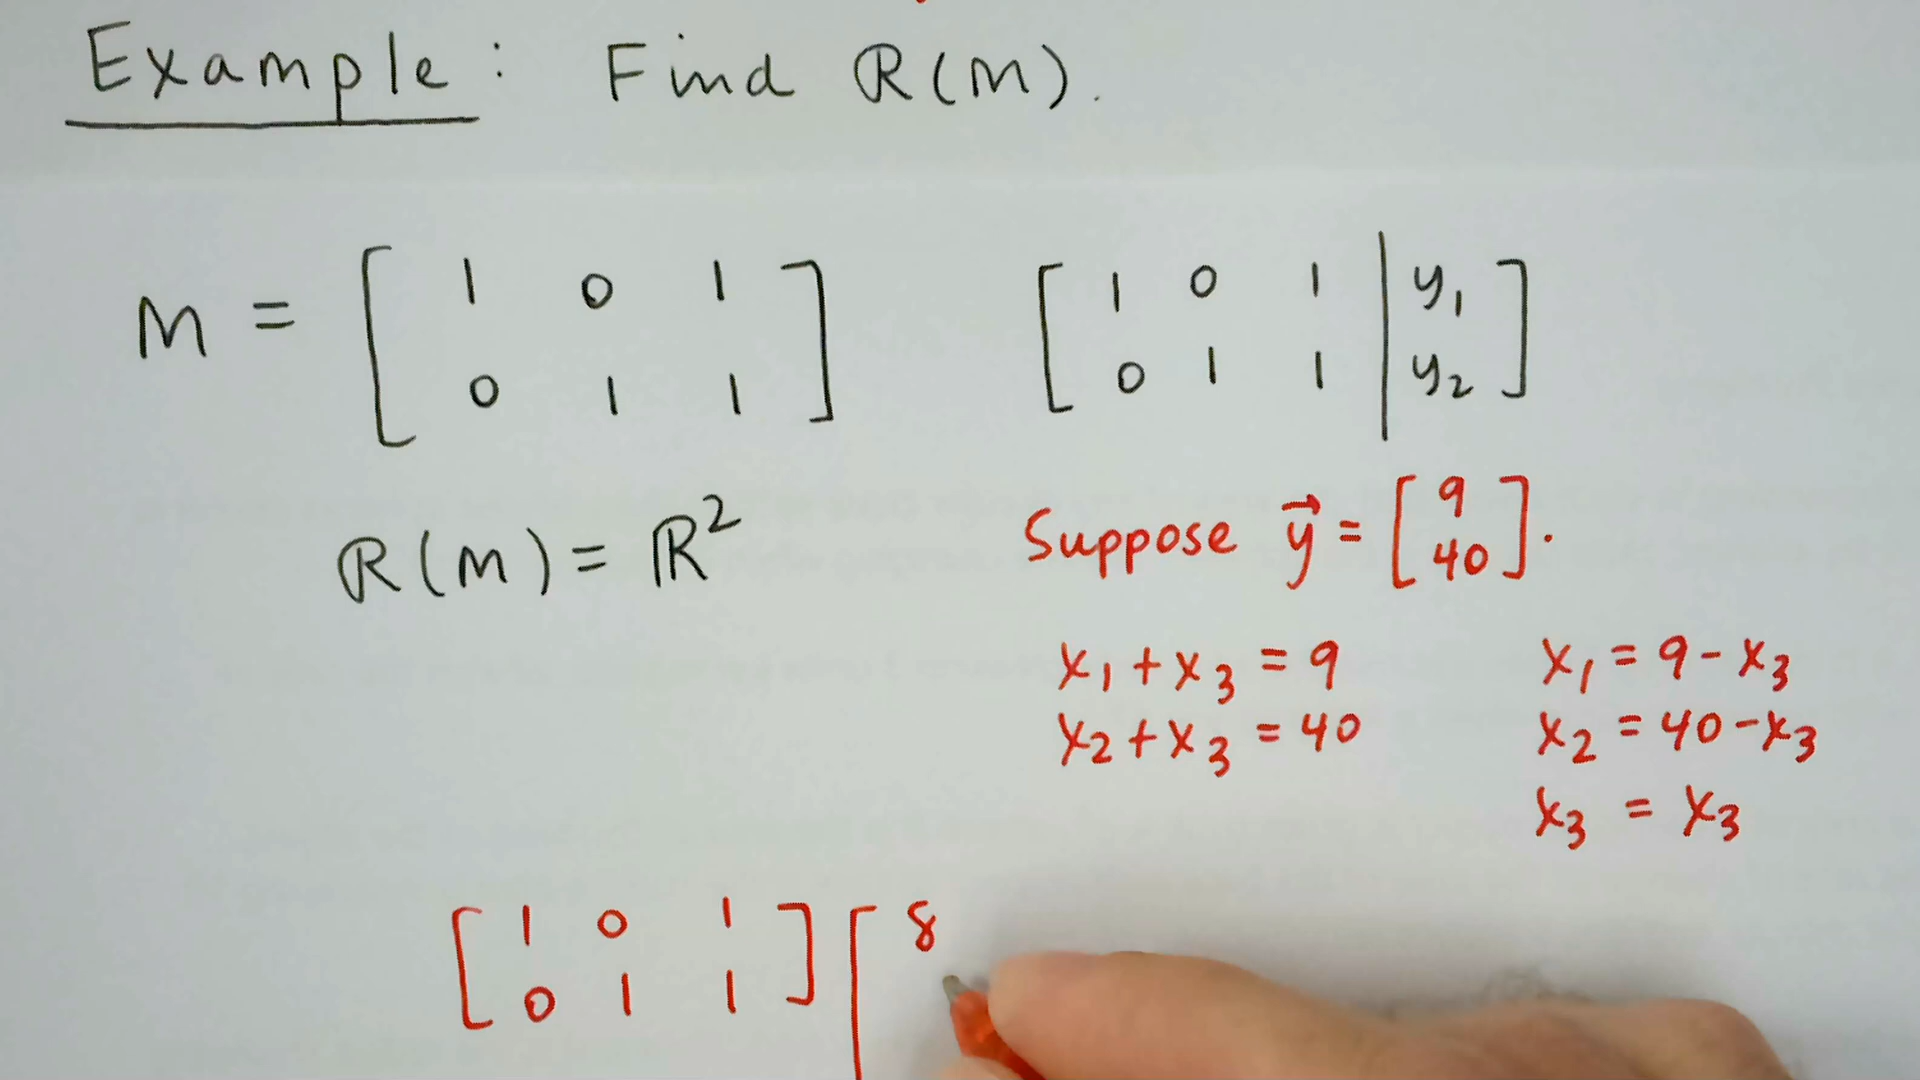 Example: Find R(M).
M = [ 1 0 1
0 1 1 ]
[ 1 0 1 | y₁
0 1 1 | y₂ ]
R(M) = ℝ²
Suppose y⃗ = [ 9
40 ].
x₁ + x₃ = 9
x₂ + x₃ = 40
x₁ = 9 - x₃
x₂ = 40 - x₃
x₃ = x₃
[ 1 0 1 ] [ 8
0 1 1